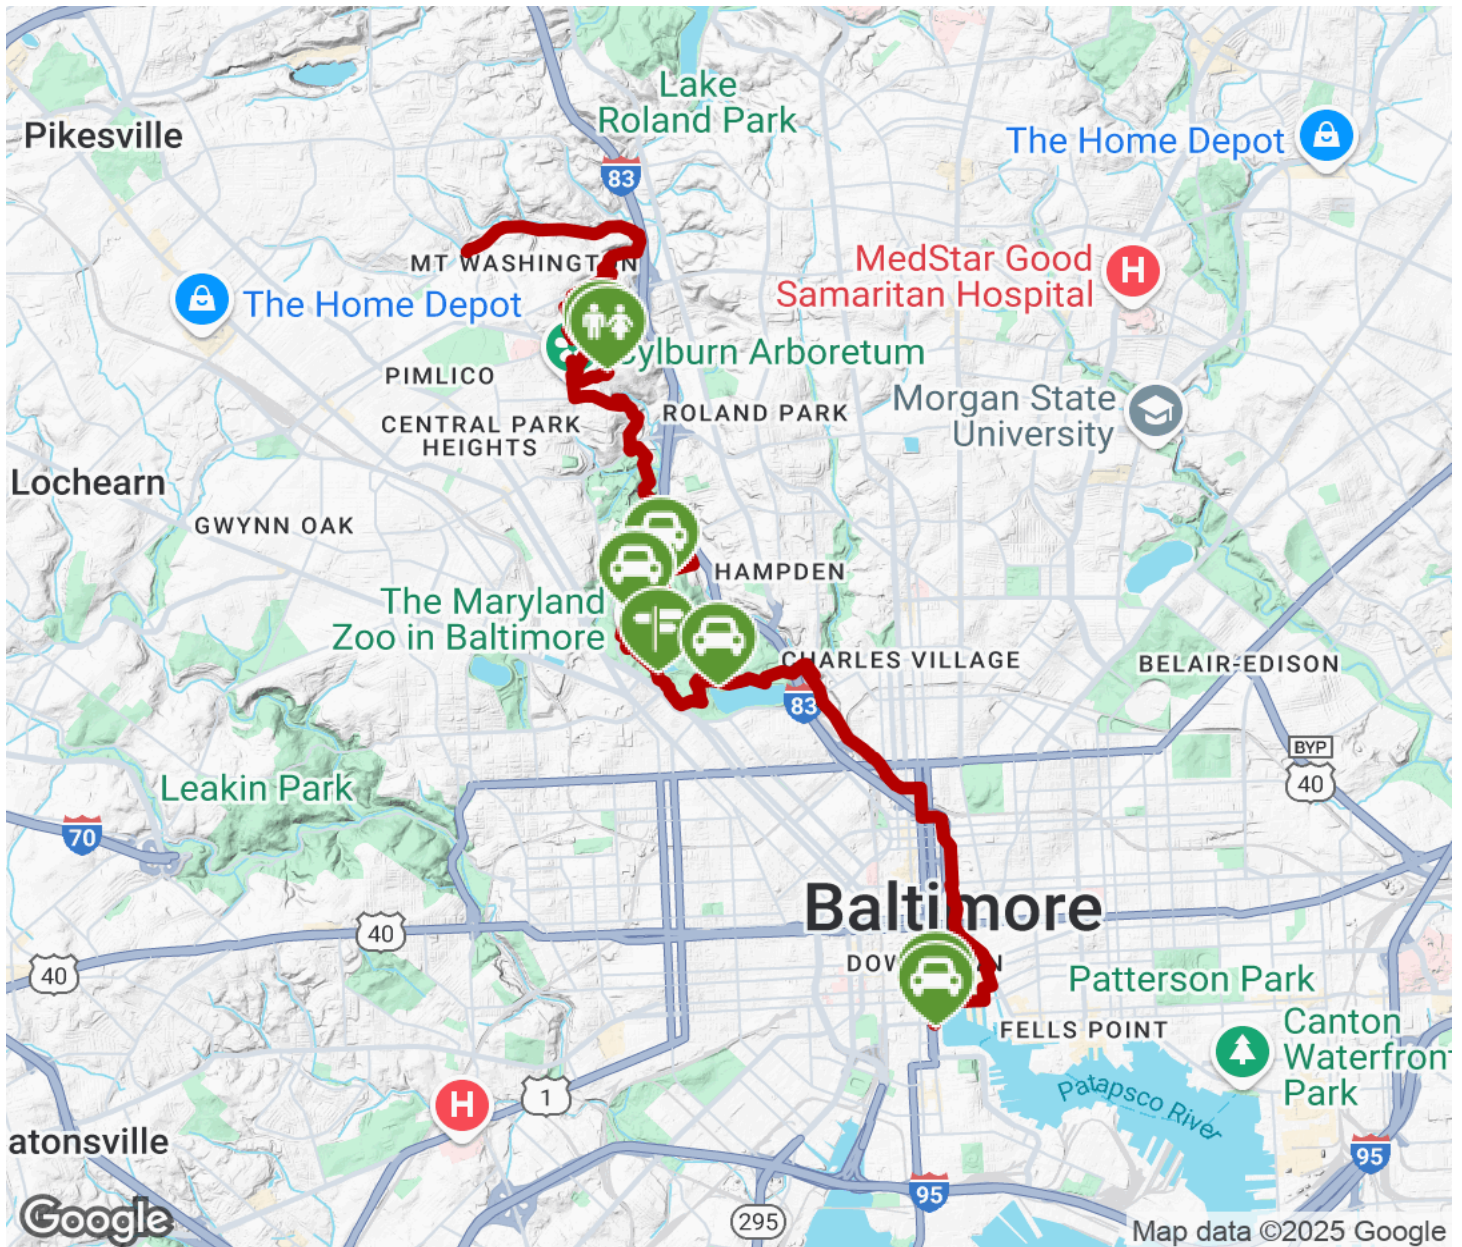 Lake
Roland Park
Pikesville
The Home Depot
83
MT WASHINGTON
MedStar Good
Samaritan Hospital
H
The Home Depot
ylburn Arboretum
PIMLICO
ROLAND PARK
Morgan State
University
CENTRAL PARK
HEIGHTS
Lochearn
GWYNN OAK
HAMPDEN
The Maryland
Zoo in Baltimore
CHARLES VILLAGE
BELAIR-EDISON
83
BYP
40
Leakin Park
70
Baltimore
40
40
DOW N
Patterson Park
FELLS POINT
Canton
Waterfront
Park
Patapsco River
H
1
atonsville
95
95
295
Google
Map data ©2025 Google